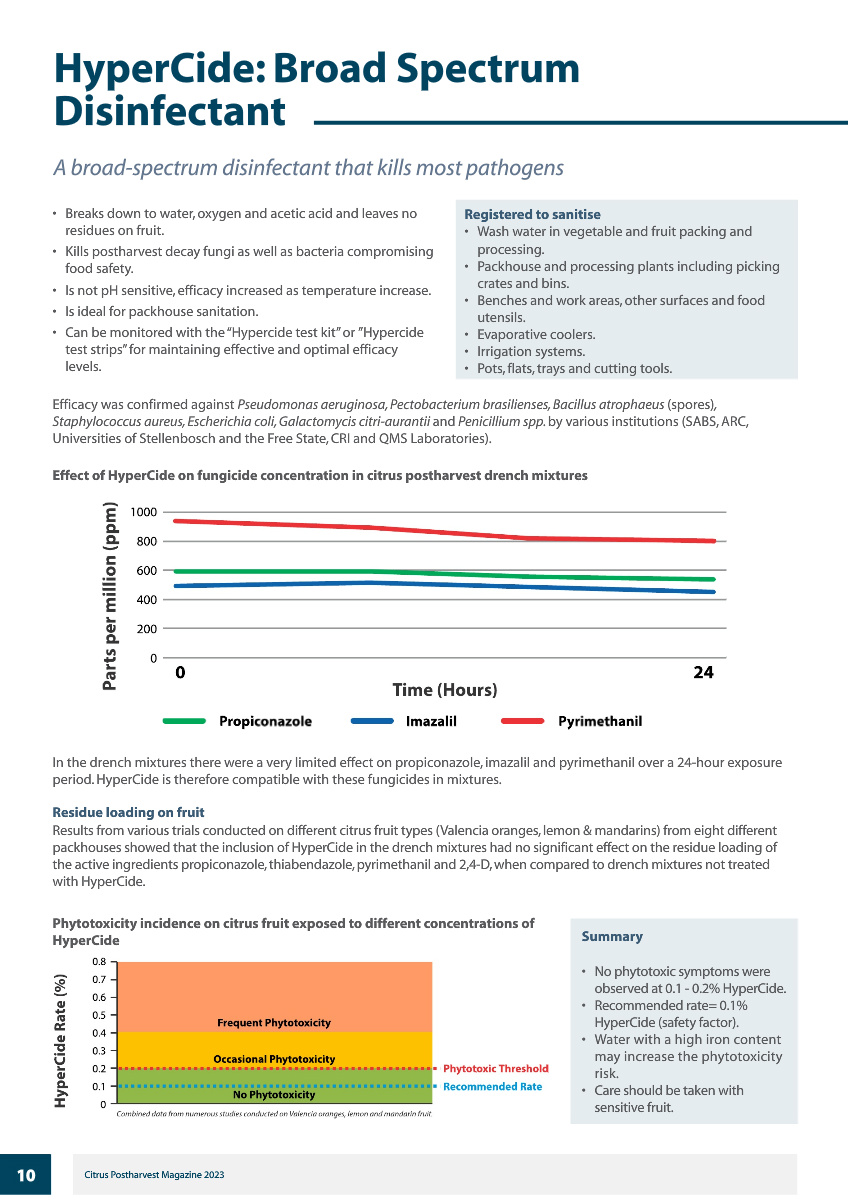 HyperCide: Broad Spectrum
Disinfectant
A broad-spectrum disinfectant that kills most pathogens
• Breaks down to water, oxygen and acetic acid and leaves no
residues on fruit.
• Kills postharvest decay fungi as well as bacteria compromising
food safety.
• Is not pH sensitive, efficacy increased as temperature increase.
• Is ideal for packhouse sanitation.
• Can be monitored with the “Hypercide test kit” or ”Hypercide
test strips” for maintaining effective and optimal efficacy
levels.
Registered to sanitise
• Wash water in vegetable and fruit packing and
processing.
• Packhouse and processing plants including picking
crates and bins.
• Benches and work areas, other surfaces and food
utensils.
• Evaporative coolers.
• Irrigation systems.
• Pots, flats, trays and cutting tools.
Efficacy was confirmed against Pseudomonas aeruginosa, Pectobacterium brasilienses, Bacillus atrophaeus (spores),
Staphylococcus aureus, Escherichia coli, Galactomycis citri-aurantii and Penicillium spp. by various institutions (SABS, ARC,
Universities of Stellenbosch and the Free State, CRI and QMS Laboratories).
Effect of HyperCide on fungicide concentration in citrus postharvest drench mixtures
Parts per million (ppm)
1000
800
600
400
200
0
0 24
Time (Hours)
Propiconazole Imazalil Pyrimethanil
In the drench mixtures there were a very limited effect on propiconazole, imazalil and pyrimethanil over a 24-hour exposure
period. HyperCide is therefore compatible with these fungicides in mixtures.
Residue loading on fruit
Results from various trials conducted on different citrus fruit types (Valencia oranges, lemon & mandarins) from eight different
packhouses showed that the inclusion of HyperCide in the drench mixtures had no significant effect on the residue loading of
the active ingredients propiconazole, thiabendazole, pyrimethanil and 2,4-D, when compared to drench mixtures not treated
with HyperCide.
Phytotoxicity incidence on citrus fruit exposed to different concentrations of
HyperCide
HyperCide Rate (%)
0.8
0.7
0.6
0.5
0.4
0.3
0.2
0.1
0
Frequent Phytotoxicity
Occasional Phytotoxicity
Phytotoxic Threshold
Recommended Rate
No Phytotoxicity
Combined data from numerous studies conducted on Valencia oranges, lemon and mandarin fruit
Summary
• No phytotoxic symptoms were
observed at 0.1 - 0.2% HyperCide.
• Recommended rate= 0.1%
HyperCide (safety factor).
• Water with a high iron content
may increase the phytotoxicity
risk.
• Care should be taken with
sensitive fruit.
10
Citrus Postharvest Magazine 2023